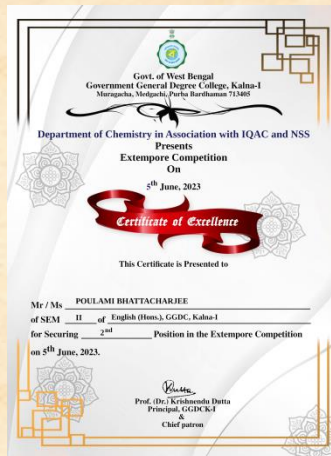 Govt. of West Bengal
Government General Degree College, Kalna-I
Muragacha, Medgachi, Purba Bardhaman 713405
Department of Chemistry in Association with IQAC and NSS
Presents
Extempore Competition
On
5th June, 2023
Certificate of Excellence
This Certificate is Presented to
Mr / Ms POULAMI BHATTACHARJEE
of SEM II of English (Hons.), GGDC, Kalna-I
for Securing 2nd Position in the Extempore Competition
on 5th June, 2023.
Prof. (Dr.) Krishnendu Dutta
Principal, GGDCK-I
&
Chief patron